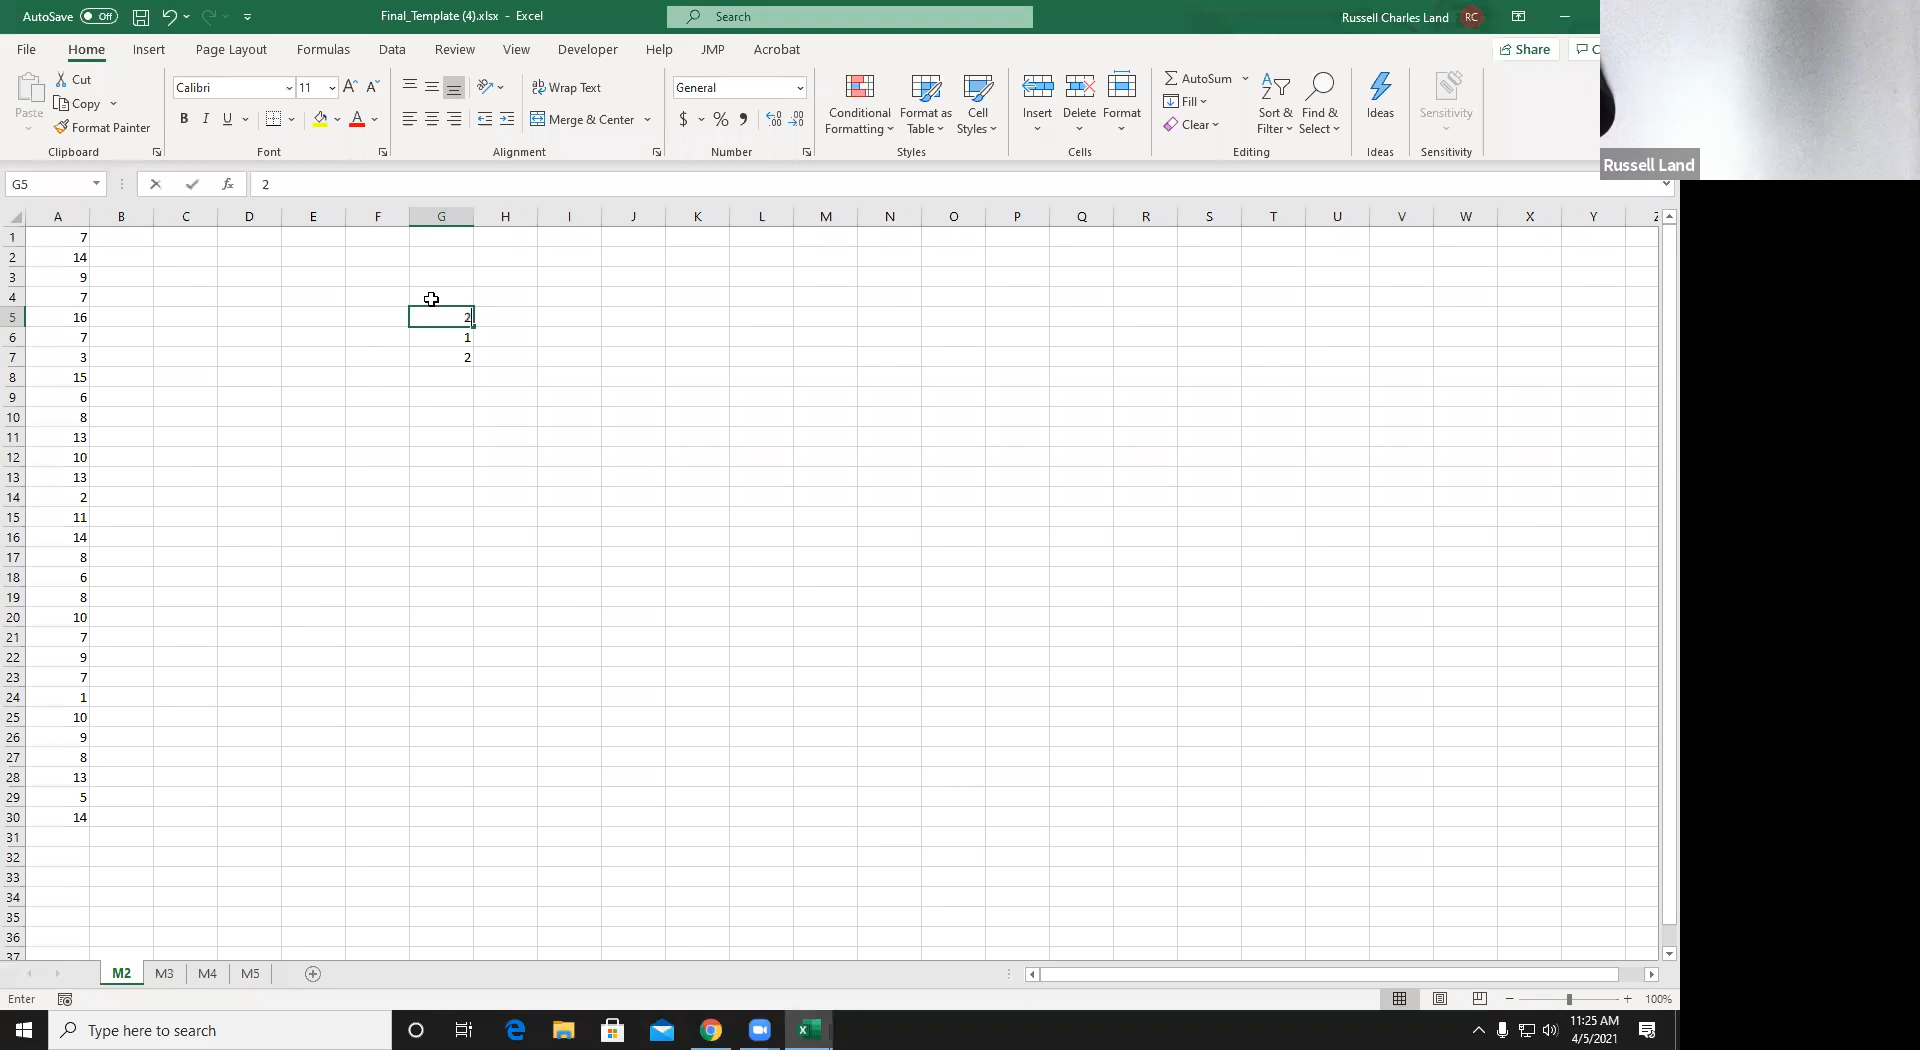 AutoSave Off Final_Template (4).xlsx - Excel Search Russell Charles Land RC
File Home Insert Page Layout Formulas Data Review View Developer Help JMP Acrobat Share C
Paste Cut Copy Format Painter Clipboard
Calibri 11 A A B I U A Font
Wrap Text Merge & Center Alignment
General $ % Number
Conditional Formatting Format as Table Cell Styles Styles
Insert Delete Format Cells
AutoSum Fill Clear Sort & Filter Find & Select Editing
Ideas Ideas Sensitivity Sensitivity
Russell Land
G5 fx 2
A B C D E F G H I J K L M N O P Q R S T U V W X Y Z
1 7
2 14
3 9
4 7
5 16 2
6 7 1
7 3 2
8 15
9 6
10 8
11 13
12 10
13 13
14 2
15 11
16 14
17 8
18 6
19 8
20 10
21 7
22 9
23 7
24 1
25 10
26 9
27 8
28 13
29 5
30 14
31
32
33
34
35
36
37
M2 M3 M4 M5
Enter 100%
Type here to search 11:25 AM
4/5/2021